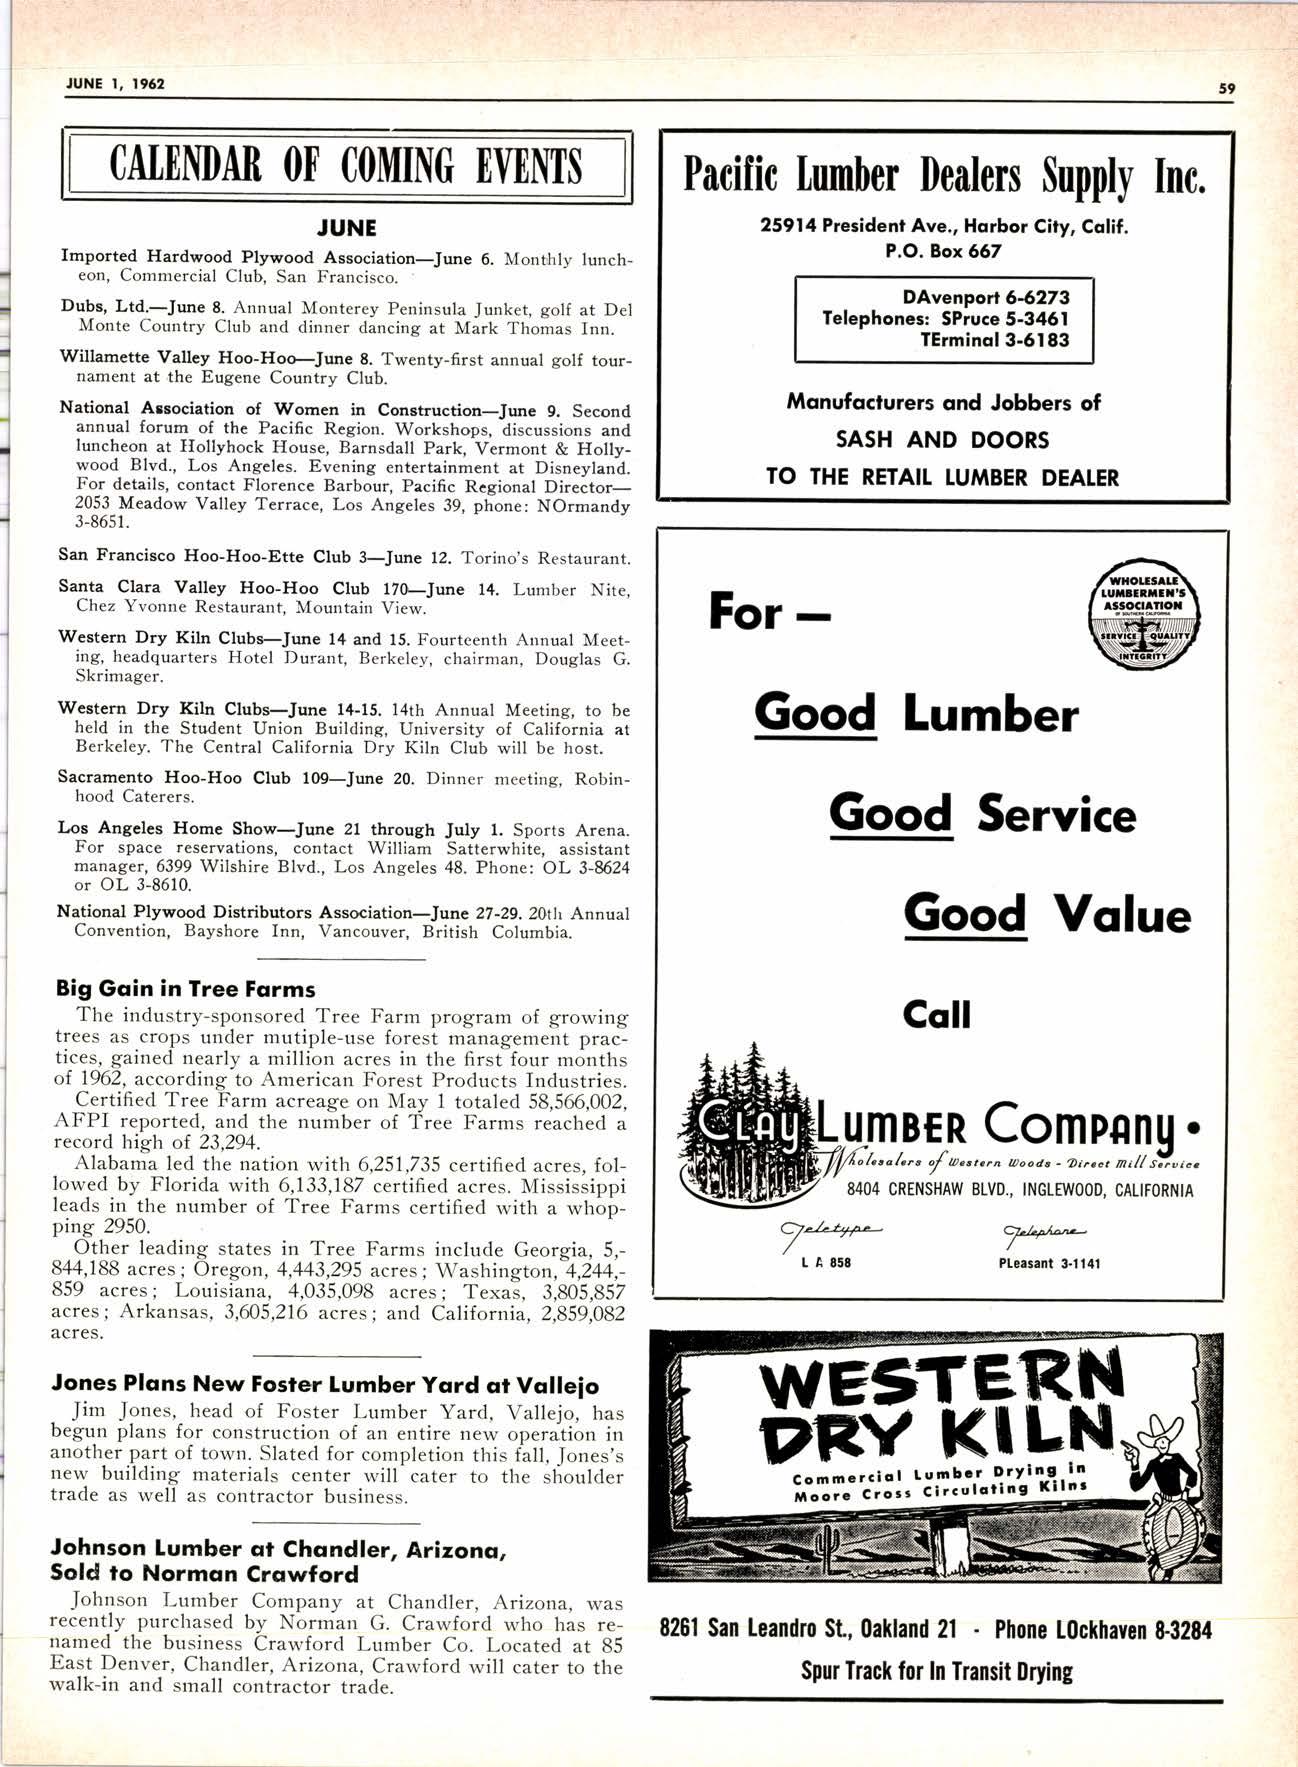 JUNE 1, 1962
59
CALENDAR OF COMING EVENTS
JUNE
Imported Hardwood Plywood Association—June 6. Monthly lunch-
eon, Commercial Club, San Francisco.
Dubs, Ltd.—June 8. Annual Monterey Peninsula Junket, golf at Del
Monte Country Club and dinner dancing at Mark Thomas Inn.
Willamette Valley Hoo-Hoo—June 8. Twenty-first annual golf tour-
nament at the Eugene Country Club.
National Association of Women in Construction—June 9. Second
annual forum of the Pacific Region. Workshops, discussions and
luncheon at Hollyhock House, Barnsdall Park, Vermont & Holly-
wood Blvd., Los Angeles. Evening entertainment at Disneyland.
For details, contact Florence Barbour, Pacific Regional Director—
2053 Meadow Valley Terrace, Los Angeles 39, phone: NOrmandy
3-8651.
San Francisco Hoo-Hoo-Ette Club 3—June 12. Torino's Restaurant.
Santa Clara Valley Hoo-Hoo Club 170—June 14. Lumber Nite,
Chez Yvonne Restaurant, Mountain View.
Western Dry Kiln Clubs—June 14 and 15. Fourteenth Annual Meet-
ing, headquarters Hotel Durant, Berkeley, chairman, Douglas G.
Skrimager.
Western Dry Kiln Clubs—June 14-15. 14th Annual Meeting, to be
held in the Student Union Building, University of California at
Berkeley. The Central California Dry Kiln Club will be host.
Sacramento Hoo-Hoo Club 109—June 20. Dinner meeting, Robin-
hood Caterers.
Los Angeles Home Show—June 21 through July 1. Sports Arena.
For space reservations, contact William Satterwhite, assistant
manager, 6399 Wilshire Blvd., Los Angeles 48. Phone: OL 3-8624
or OL 3-8610.
National Plywood Distributors Association—June 27-29. 20th Annual
Convention, Bayshore Inn, Vancouver, British Columbia.
Big Gain in Tree Farms
The industry-sponsored Tree Farm program of growing
trees as crops under mutiple-use forest management prac-
tices, gained nearly a million acres in the first four months
of 1962, according to American Forest Products Industries.
Certified Tree Farm acreage on May 1 totaled 58,566,002,
AFPI reported, and the number of Tree Farms reached a
record high of 23,294.
Alabama led the nation with 6,251,735 certified acres, fol-
lowed by Florida with 6,133,187 certified acres. Mississippi
leads in the number of Tree Farms certified with a whop-
ping 2950.
Other leading states in Tree Farms include Georgia, 5,-
844,188 acres; Oregon, 4,443,295 acres; Washington, 4,244,-
859 acres; Louisiana, 4,035,098 acres; Texas, 3,805,857
acres; Arkansas, 3,605,216 acres; and California, 2,859,082
acres.
Jones Plans New Foster Lumber Yard at Vallejo
Jim Jones, head of Foster Lumber Yard, Vallejo, has
begun plans for construction of an entire new operation in
another part of town. Slated for completion this fall, Jones's
new building materials center will cater to the shoulder
trade as well as contractor business.
Johnson Lumber at Chandler, Arizona,
Sold to Norman Crawford
Johnson Lumber Company at Chandler, Arizona, was
recently purchased by Norman G. Crawford who has re-
named the business Crawford Lumber Co. Located at 85
East Denver, Chandler, Arizona, Crawford will cater to the
walk-in and small contractor trade.
Pacific Lumber Dealers Supply Inc.
25914 President Ave., Harbor City, Calif.
P.O. Box 667
DAvenport 6-6273
Telephones: SPruce 5-3461
TErminal 3-6183
Manufacturers and Jobbers of
SASH AND DOORS
TO THE RETAIL LUMBER DEALER
WHOLESALE
LUMBERMEN'S
ASSOCIATION
OF SOUTHERN CALIFORNIA
SERVICE QUALITY
INTEGRITY
For —
Good Lumber
Good Service
Good Value
Call
CLAY LUMBER COMPANY •
Wholesalers of Western Woods - Direct Mill Service
8404 CRENSHAW BLVD., INGLEWOOD, CALIFORNIA
Teletype Telephone
L A 858 PLeasant 3-1141
WESTERN
DRY KILN
Commercial Lumber Drying in
Moore Cross Circulating Kilns
8261 San Leandro St., Oakland 21 - Phone LOckhaven 8-3284
Spur Track for In Transit Drying